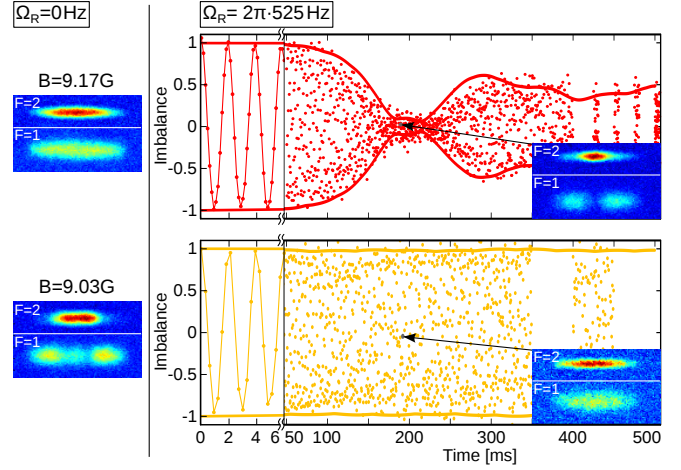 Ω_R=0Hz
Ω_R= 2π·525Hz
B=9.17G
F=2
F=1
Imbalance
1
0.5
0
-0.5
-1
F=2
F=1
B=9.03G
F=2
F=1
Imbalance
1
0.5
0
-0.5
-1
F=2
F=1
0 2 4 6 50 100 200 300 400 500
Time [ms]